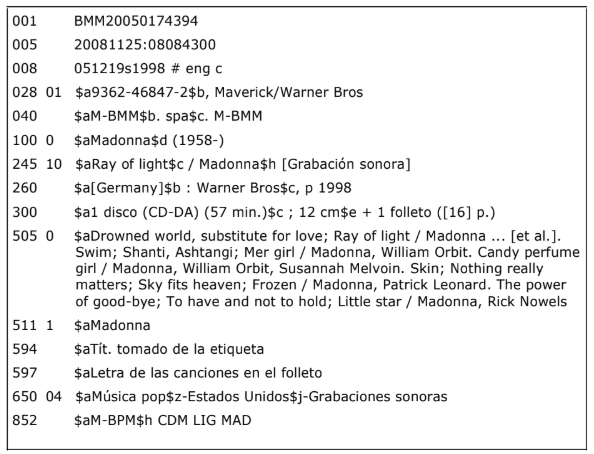 001 BMM20050174394
005 20081125:08084300
008 051219s1998 # eng c
028 01 $a9362-46847-2$b, Maverick/Warner Bros
040 $aM-BMM$b. spa$c. M-BMM
100 0 $aMadonna$d (1958-)
245 10 $aRay of light$c / Madonna$h [Grabación sonora]
260 $a[Germany]$b : Warner Bros$c, p 1998
300 $a1 disco (CD-DA) (57 min.)$c ; 12 cm$e + 1 folleto ([16] p.)
505 0 $aDrowned world, substitute for love; Ray of light / Madonna ... [et al.].
Swim; Shanti, Ashtangi; Mer girl / Madonna, William Orbit. Candy perfume
girl / Madonna, William Orbit, Susannah Melvoin. Skin; Nothing really
matters; Sky fits heaven; Frozen / Madonna, Patrick Leonard. The power
of good-bye; To have and not to hold; Little star / Madonna, Rick Nowels
511 1 $aMadonna
594 $aTít. tomado de la etiqueta
597 $aLetra de las canciones en el folleto
650 04 $aMúsica pop$z-Estados Unidos$j-Grabaciones sonoras
852 $aM-BPM$h CDM LIG MAD